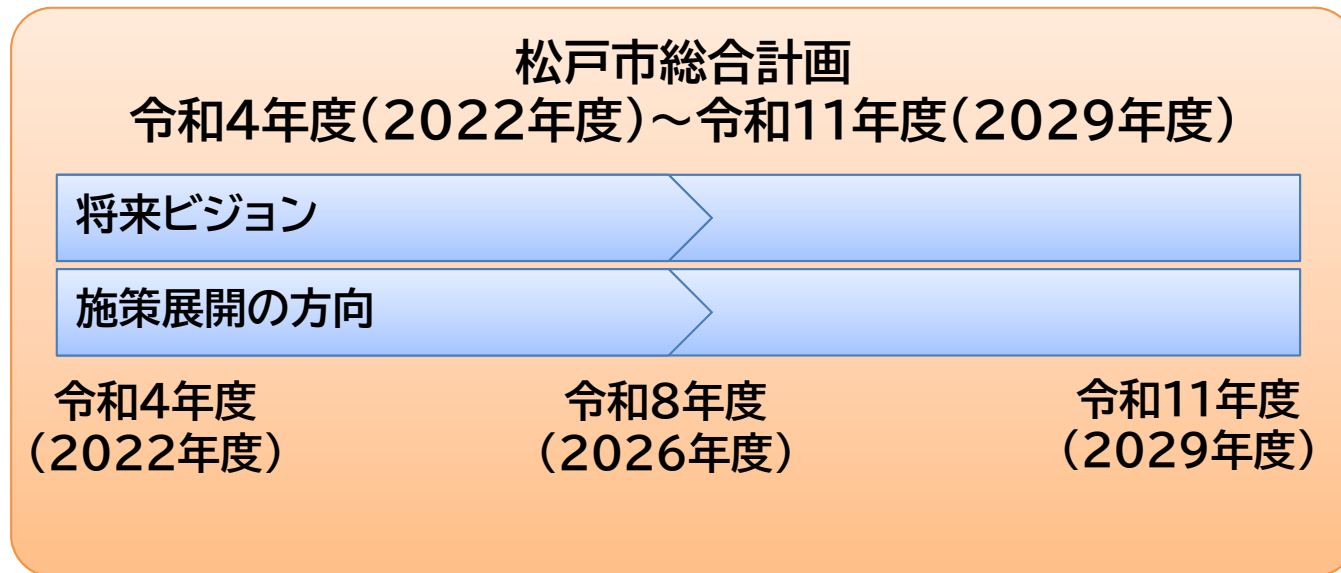 松戸市総合計画
令和4年度(2022年度)～令和11年度(2029年度)
将来ビジョン
施策展開の方向
令和4年度
(2022年度)
令和8年度
(2026年度)
令和11年度
(2029年度)